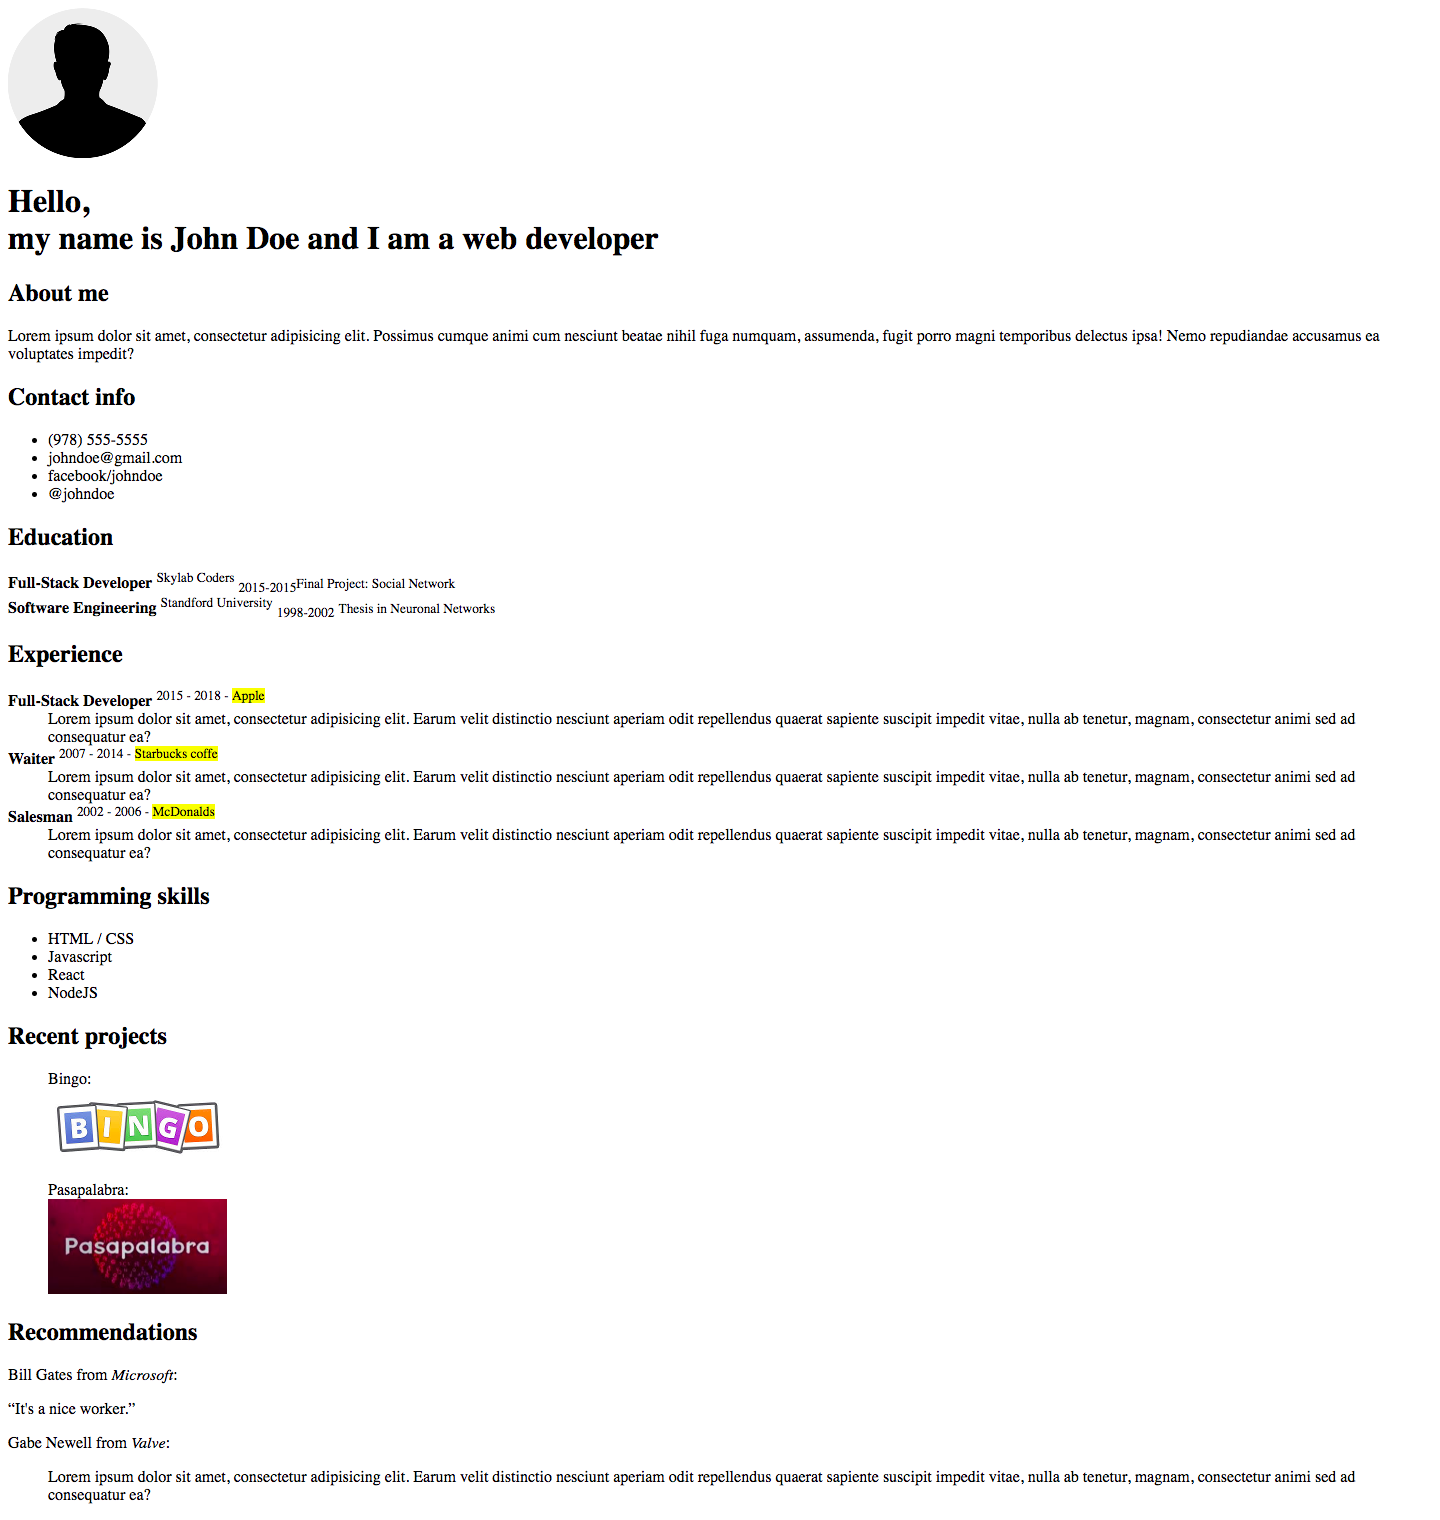 Hello,
my name is John Doe and I am a web developer
About me
Lorem ipsum dolor sit amet, consectetur adipisicing elit. Possimus cumque animi cum nesciunt beatae nihil fuga numquam, assumenda, fugit porro magni temporibus delectus ipsa! Nemo repudiandae accusamus ea
voluptates impedit?
Contact info
• (978) 555-5555
• johndoe@gmail.com
• facebook/johndoe
• @johndoe
Education
Full-Stack Developer Skylab Coders 2015-2015Final Project: Social Network
Software Engineering Standford University 1998-2002 Thesis in Neuronal Networks
Experience
Full-Stack Developer 2015 - 2018 - Apple
Lorem ipsum dolor sit amet, consectetur adipisicing elit. Earum velit distinctio nesciunt aperiam odit repellendus quaerat sapiente suscipit impedit vitae, nulla ab tenetur, magnam, consectetur animi sed ad
consequatur ea?
Waiter 2007 - 2014 - Starbucks coffe
Lorem ipsum dolor sit amet, consectetur adipisicing elit. Earum velit distinctio nesciunt aperiam odit repellendus quaerat sapiente suscipit impedit vitae, nulla ab tenetur, magnam, consectetur animi sed ad
consequatur ea?
Salesman 2002 - 2006 - McDonalds
Lorem ipsum dolor sit amet, consectetur adipisicing elit. Earum velit distinctio nesciunt aperiam odit repellendus quaerat sapiente suscipit impedit vitae, nulla ab tenetur, magnam, consectetur animi sed ad
consequatur ea?
Programming skills
• HTML / CSS
• Javascript
• React
• NodeJS
Recent projects
Bingo:
BINGO
Pasapalabra:
Pasapalabra
Recommendations
Bill Gates from Microsoft:
“It's a nice worker.”
Gabe Newell from Valve:
Lorem ipsum dolor sit amet, consectetur adipisicing elit. Earum velit distinctio nesciunt aperiam odit repellendus quaerat sapiente suscipit impedit vitae, nulla ab tenetur, magnam, consectetur animi sed ad
consequatur ea?